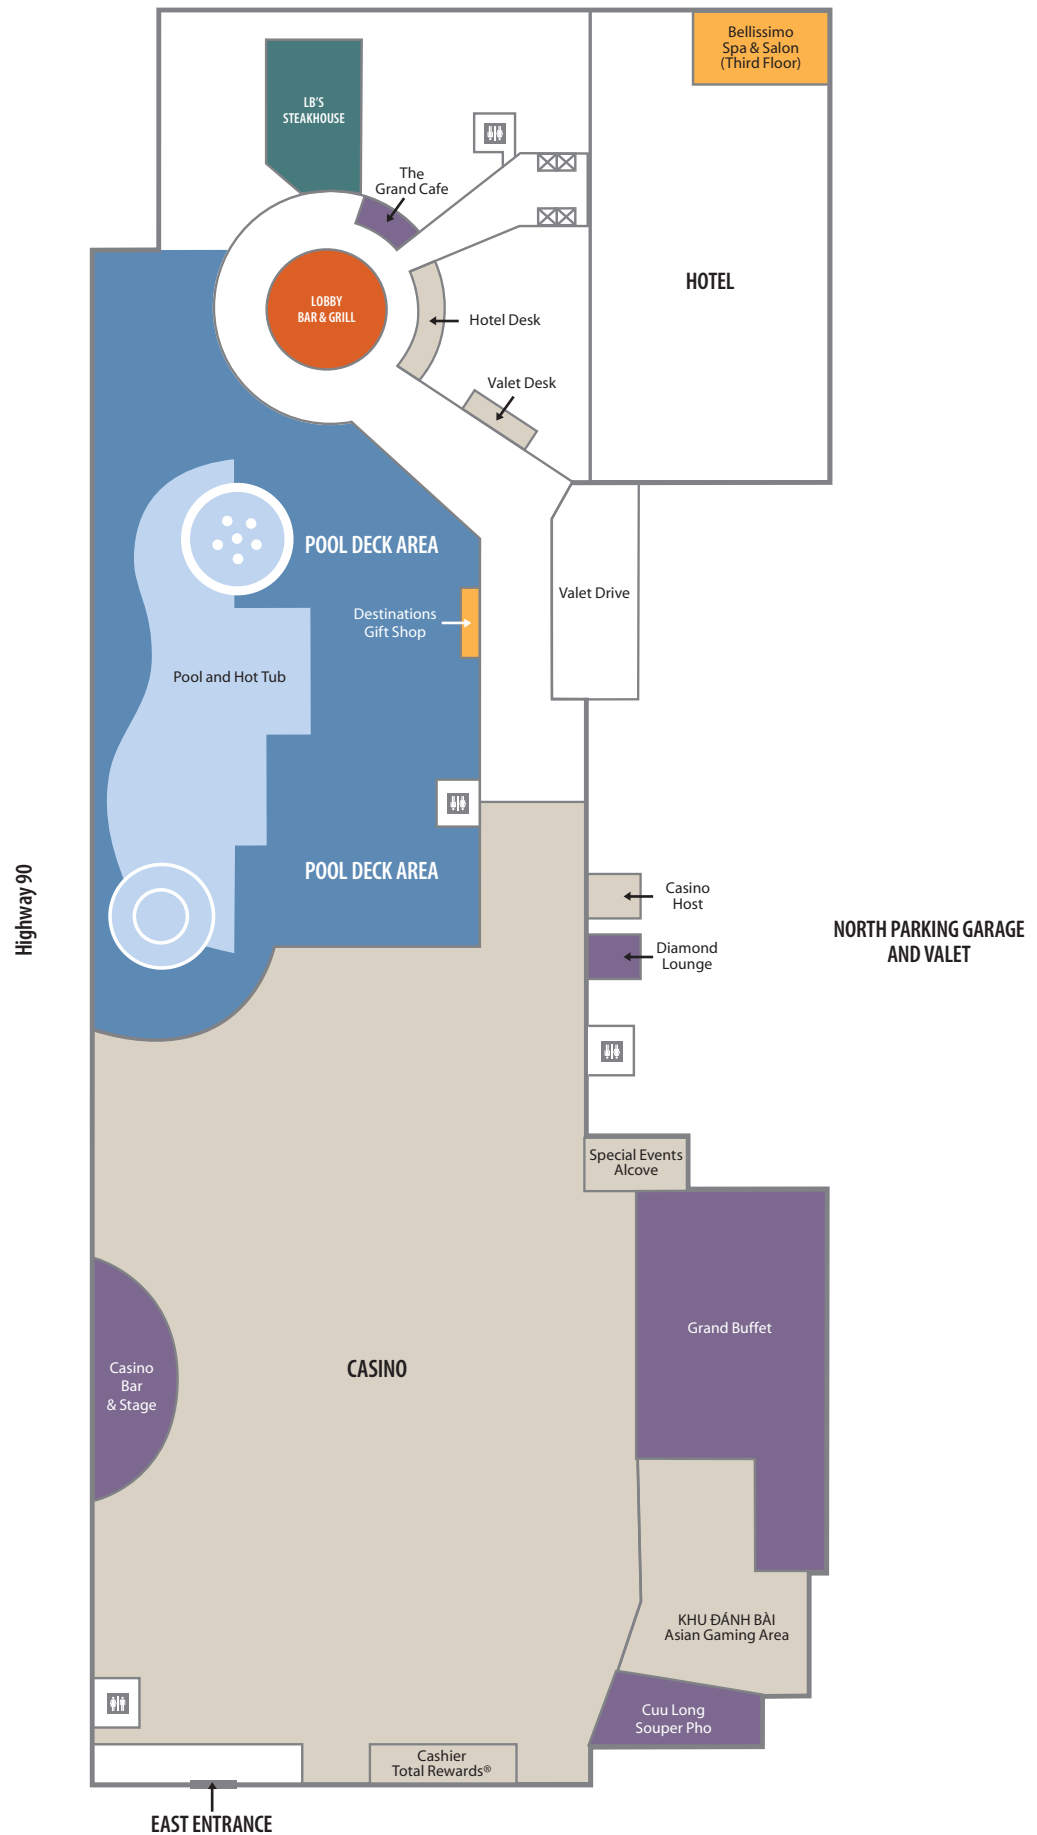 Bellissimo
Spa & Salon
(Third Floor)
LB'S
STEAKHOUSE
The
Grand Cafe
HOTEL
LOBBY
BAR & GRILL
Hotel Desk
Valet Desk
POOL DECK AREA
Valet Drive
Destinations
Gift Shop
Pool and Hot Tub
POOL DECK AREA
Highway 90
Casino
Host
NORTH PARKING GARAGE
AND VALET
Diamond
Lounge
Special Events
Alcove
Grand Buffet
Casino
Bar
& Stage
CASINO
KHU ĐÁNH BÀI
Asian Gaming Area
Cuu Long
Souper Pho
Cashier
Total Rewards®
EAST ENTRANCE